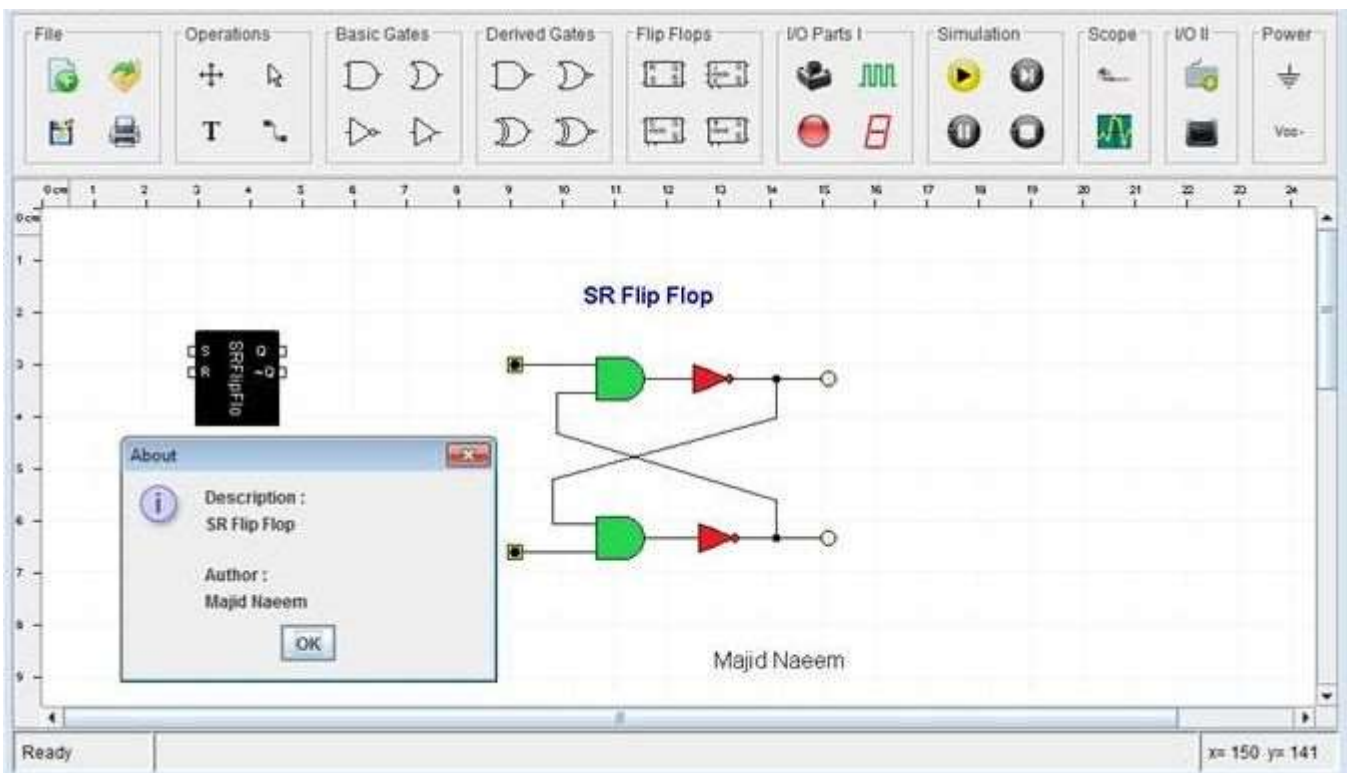 File Operations Basic Gates Derived Gates Flip Flops I/O Parts I Simulation Scope I/O II Power
T
Vcc-
0 cm 1 2 3 4 5 6 7 8 9 10 11 12 13 14 15 16 17 18 19 20 21 22 23 24
0 cm
1
2
3
4
5
6
7
8
9
SR Flip Flop
S Q
R ~Q
SRFlipFlo
About
Description :
SR Flip Flop
Author :
Majid Naeem
OK
Majid Naeem
Ready
x= 150 y= 141